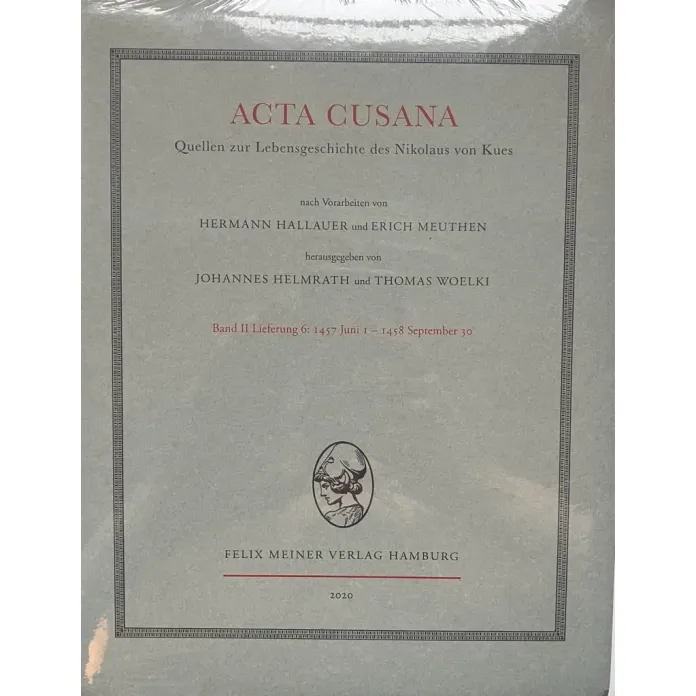 ACTA CUSANA
Quellen zur Lebensgeschichte des Nikolaus von Kues
nach Vorarbeiten von
HERMANN HALLAUER und ERICH MEUTHEN
herausgegeben von
JOHANNES HELMRATH und THOMAS WOELKI
Band II Lieferung 6: 1457 Juni 1 – 1458 September 30
FELIX MEINER VERLAG HAMBURG
2020